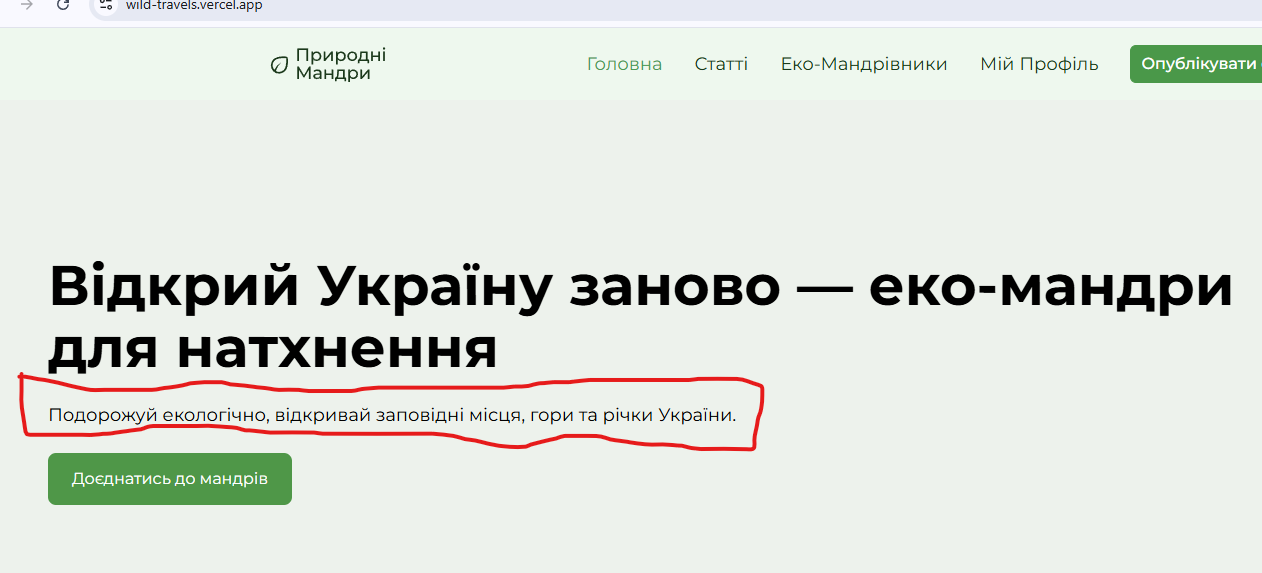 wild-travels.vercel.app
Природні
Мандри
Головна
Статті
Еко-Мандрівники
Мій Профіль
Опублікувати
Відкрий Україну заново — еко-мандри
для натхнення
Подорожуй екологічно, відкривай заповідні місця, гори та річки України.
Доєднатись до мандрів